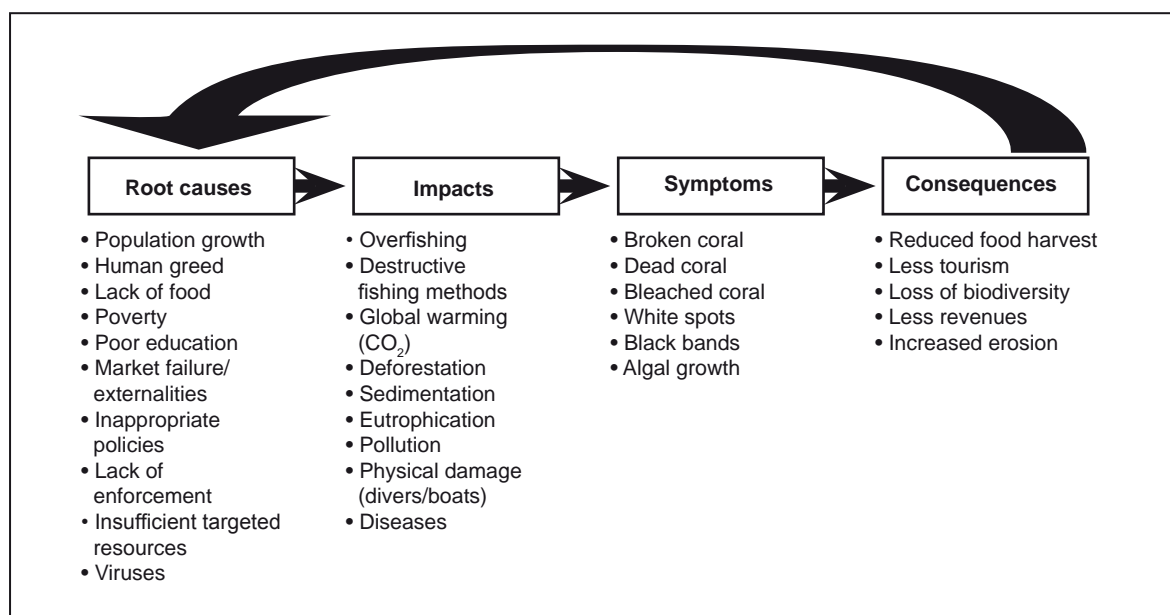 Root causes
• Population growth
• Human greed
• Lack of food
• Poverty
• Poor education
• Market failure/
externalities
• Inappropriate
policies
• Lack of
enforcement
• Insufficient targeted
resources
• Viruses
Impacts
• Overfishing
• Destructive
fishing methods
• Global warming
(CO₂)
• Deforestation
• Sedimentation
• Eutrophication
• Pollution
• Physical damage
(divers/boats)
• Diseases
Symptoms
• Broken coral
• Dead coral
• Bleached coral
• White spots
• Black bands
• Algal growth
Consequences
• Reduced food harvest
• Less tourism
• Loss of biodiversity
• Less revenues
• Increased erosion